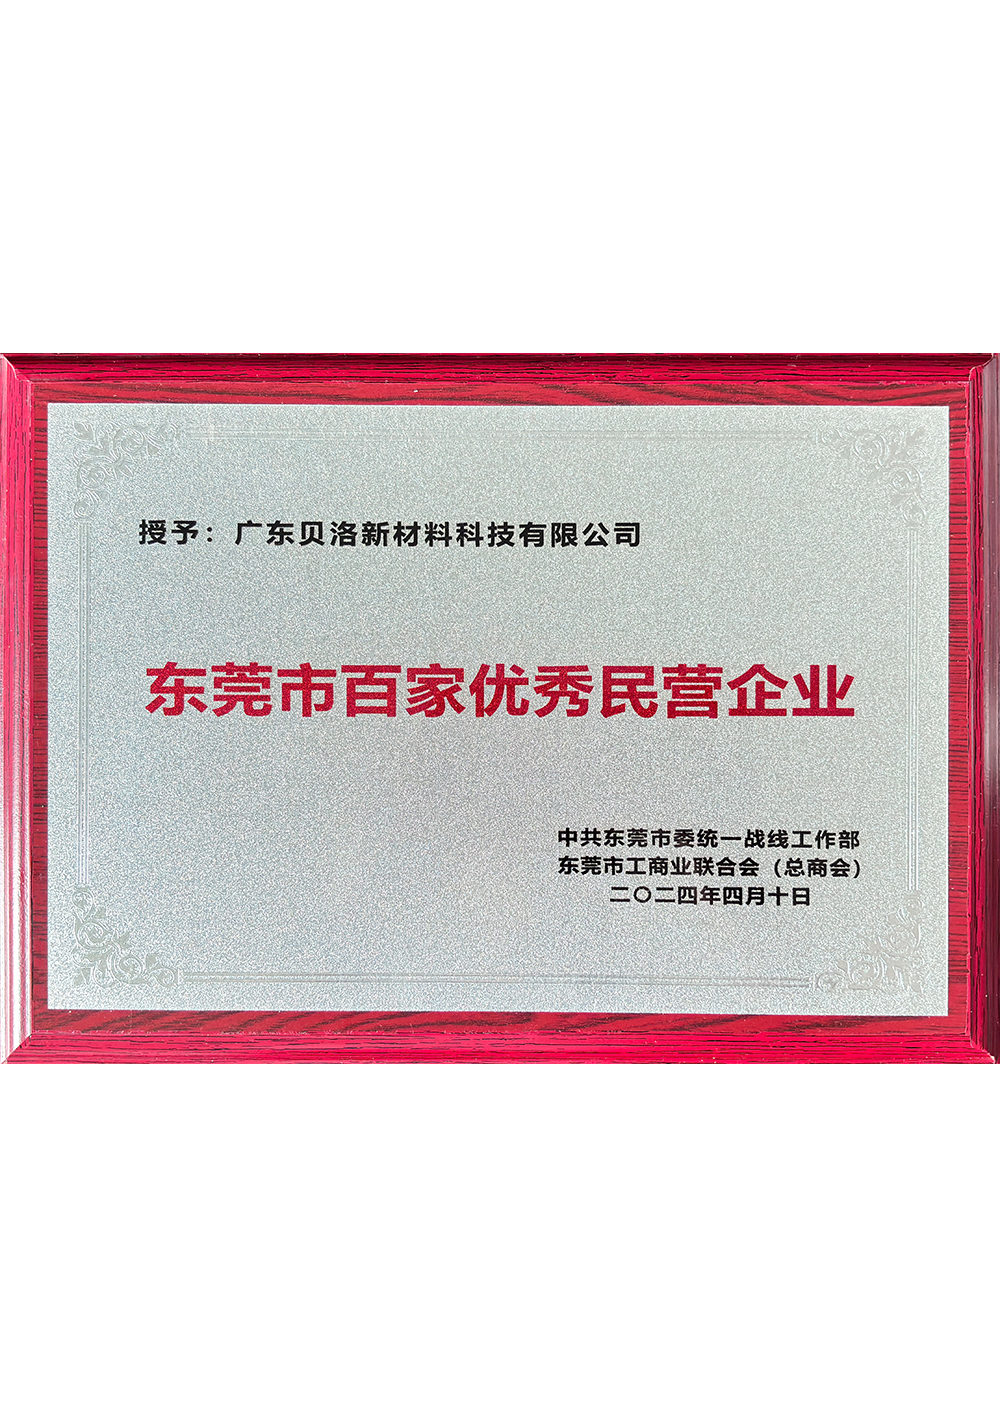 授予：广东贝洛新材料科技有限公司
东莞市百家优秀民营企业
中共东莞市委统一战线工作部
东莞市工商业联合会（总商会）
二〇二四年四月十日